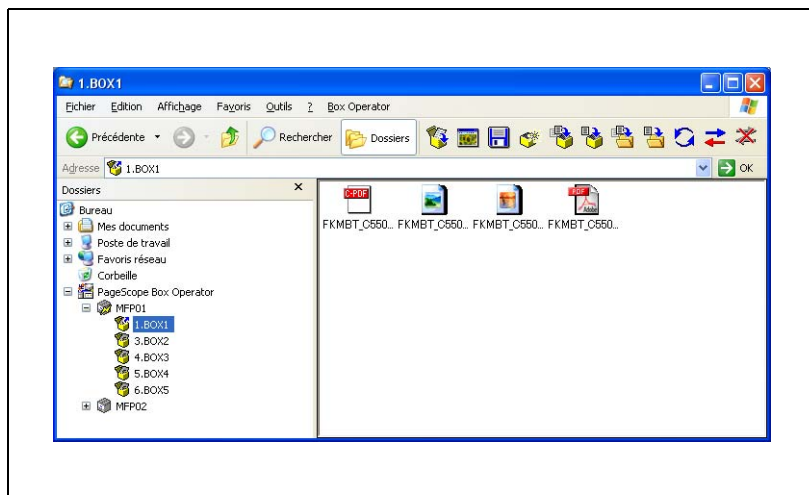 1.BOX1
Fichier Edition Affichage Favoris Outils ? Box Operator
Précédente Rechercher Dossiers
Adresse 1.BOX1 OK
Dossiers x
Bureau
Mes documents
Poste de travail
Favoris réseau
Corbeille
PageScope Box Operator
MFP01
1.BOX1
3.BOX2
4.BOX3
5.BOX4
6.BOX5
MFP02
C-PDF PDF Adobe
FKMBT_C550... FKMBT_C550... FKMBT_C550... FKMBT_C550...